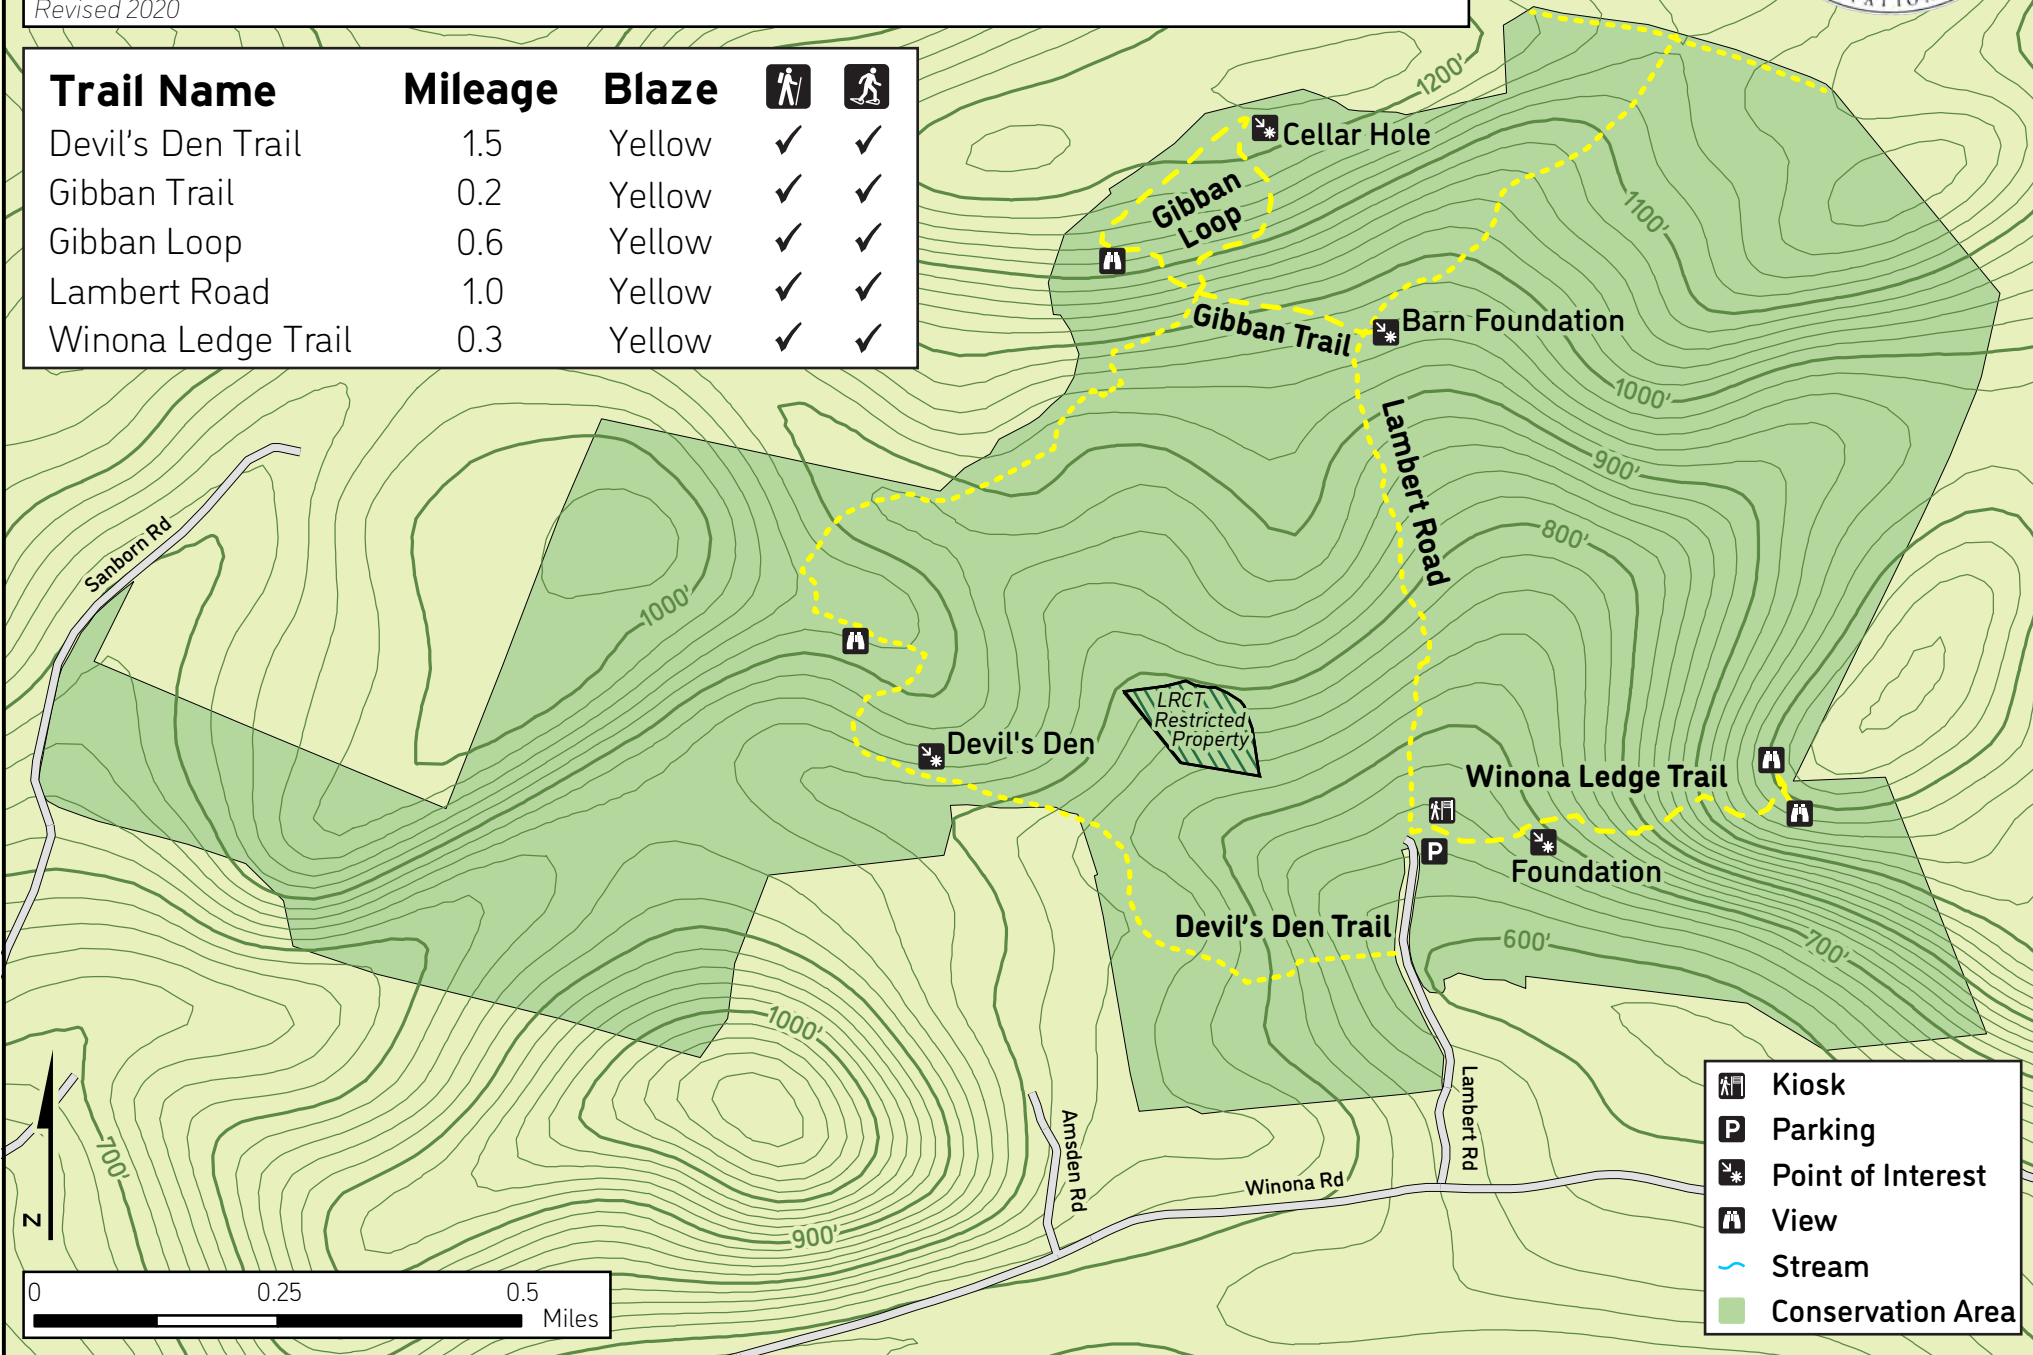 Revised 2020
ATION
Trail Name Mileage Blaze
Devil's Den Trail 1.5 Yellow ✓ ✓
Gibban Trail 0.2 Yellow ✓ ✓
Gibban Loop 0.6 Yellow ✓ ✓
Lambert Road 1.0 Yellow ✓ ✓
Winona Ledge Trail 0.3 Yellow ✓ ✓
1200'
Cellar Hole
Gibban
Loop
1100'
Gibban Trail
Barn Foundation
1000'
Lambert Road
900'
800'
Sanborn Rd
1000'
LRCT
Restricted
Property
Devil's Den
Winona Ledge Trail
P
Foundation
Devil's Den Trail
600'
700'
1000'
700'
Amsden Rd
Lambert Rd
Winona Rd
900'
N
0 0.25 0.5
Miles
Kiosk
P Parking
Point of Interest
View
Stream
Conservation Area